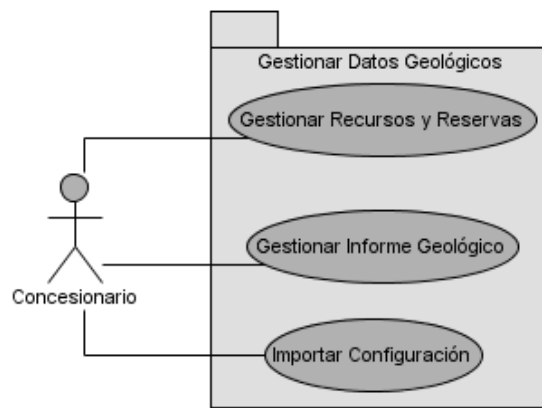 Gestionar Datos Geológicos
Gestionar Recursos y Reservas
Gestionar Informe Geológico
Concesionario
Importar Configuración